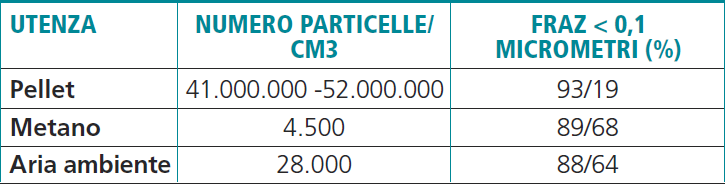 UTENZA NUMERO PARTICELLE/ CM3 FRAZ < 0,1 MICROMETRI (%)
Pellet 41.000.000 -52.000.000 93/19
Metano 4.500 89/68
Aria ambiente 28.000 88/64